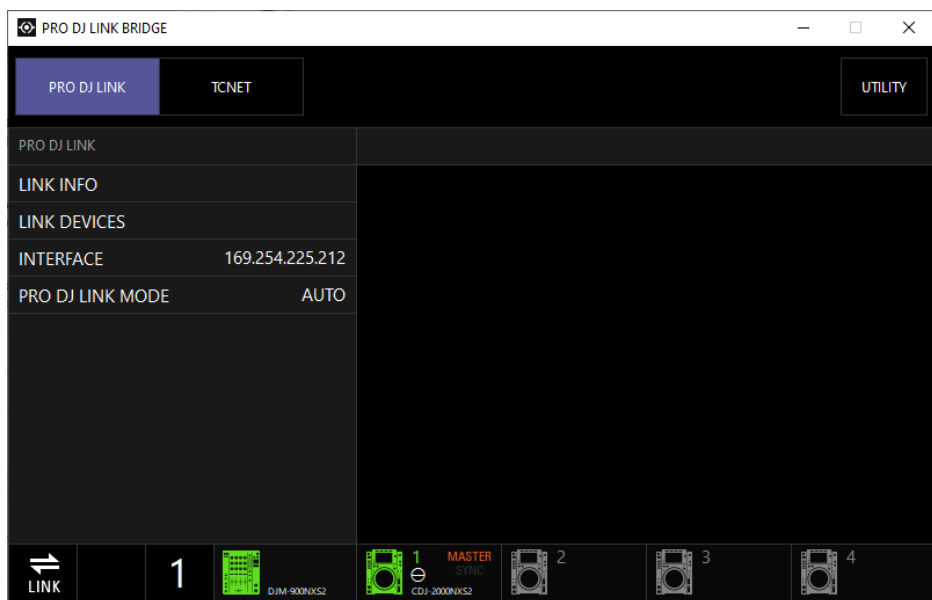 PRO DJ LINK BRIDGE
PRO DJ LINK TCNET UTILITY
PRO DJ LINK
LINK INFO
LINK DEVICES
INTERFACE 169.254.225.212
PRO DJ LINK MODE AUTO
LINK 1 DJM-900NXS2 1 MASTER SYNC CDJ-2000NXS2 2 3 4